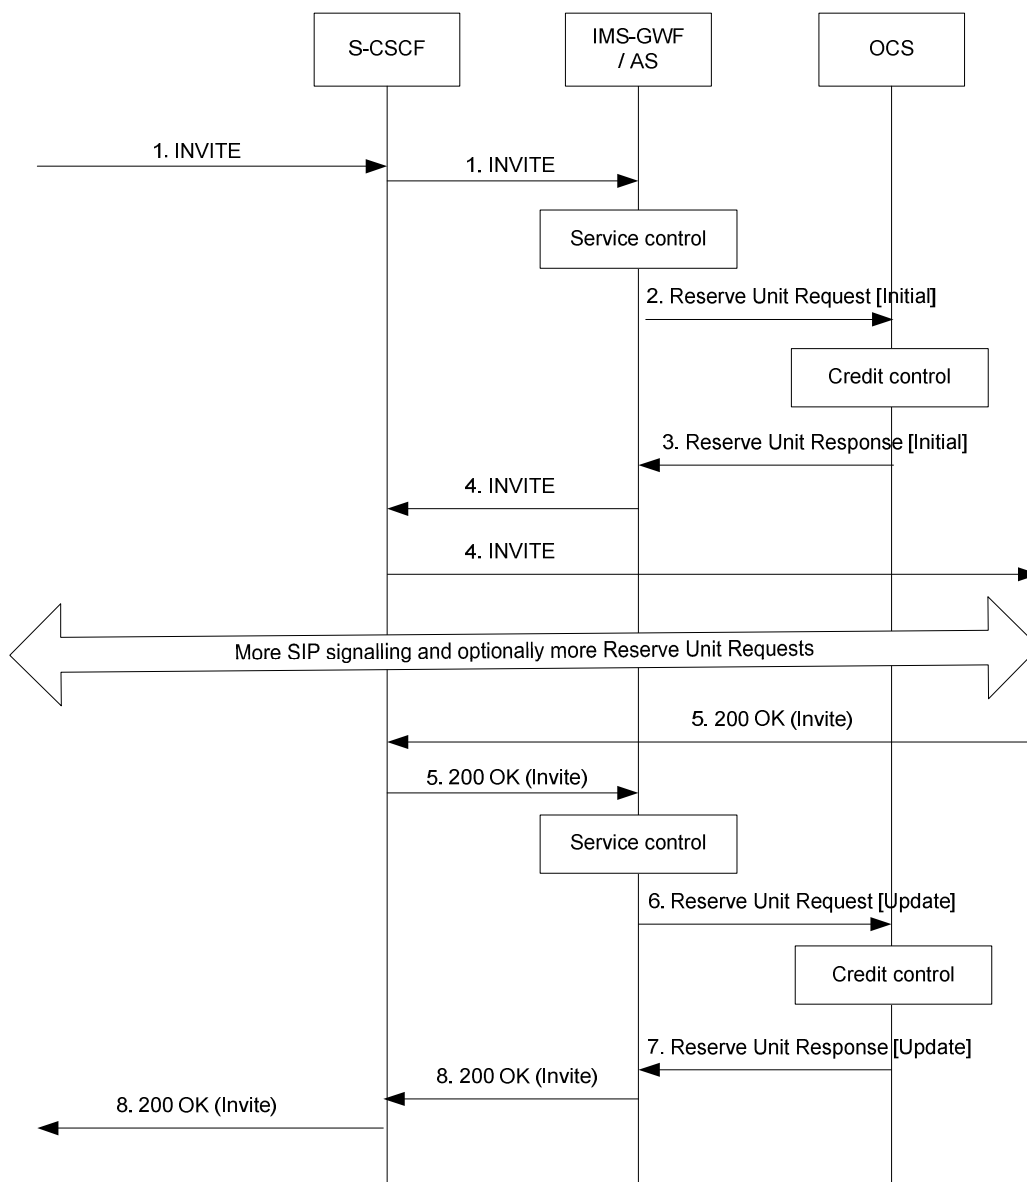 S-CSCF
IMS-GWF
/ AS
OCS
1. INVITE
1. INVITE
Service control
2. Reserve Unit Request [Initial]
Credit control
3. Reserve Unit Response [Initial]
4. INVITE
4. INVITE
More SIP signalling and optionally more Reserve Unit Requests
5. 200 OK (Invite)
5. 200 OK (Invite)
Service control
6. Reserve Unit Request [Update]
Credit control
7. Reserve Unit Response [Update]
8. 200 OK (Invite)
8. 200 OK (Invite)